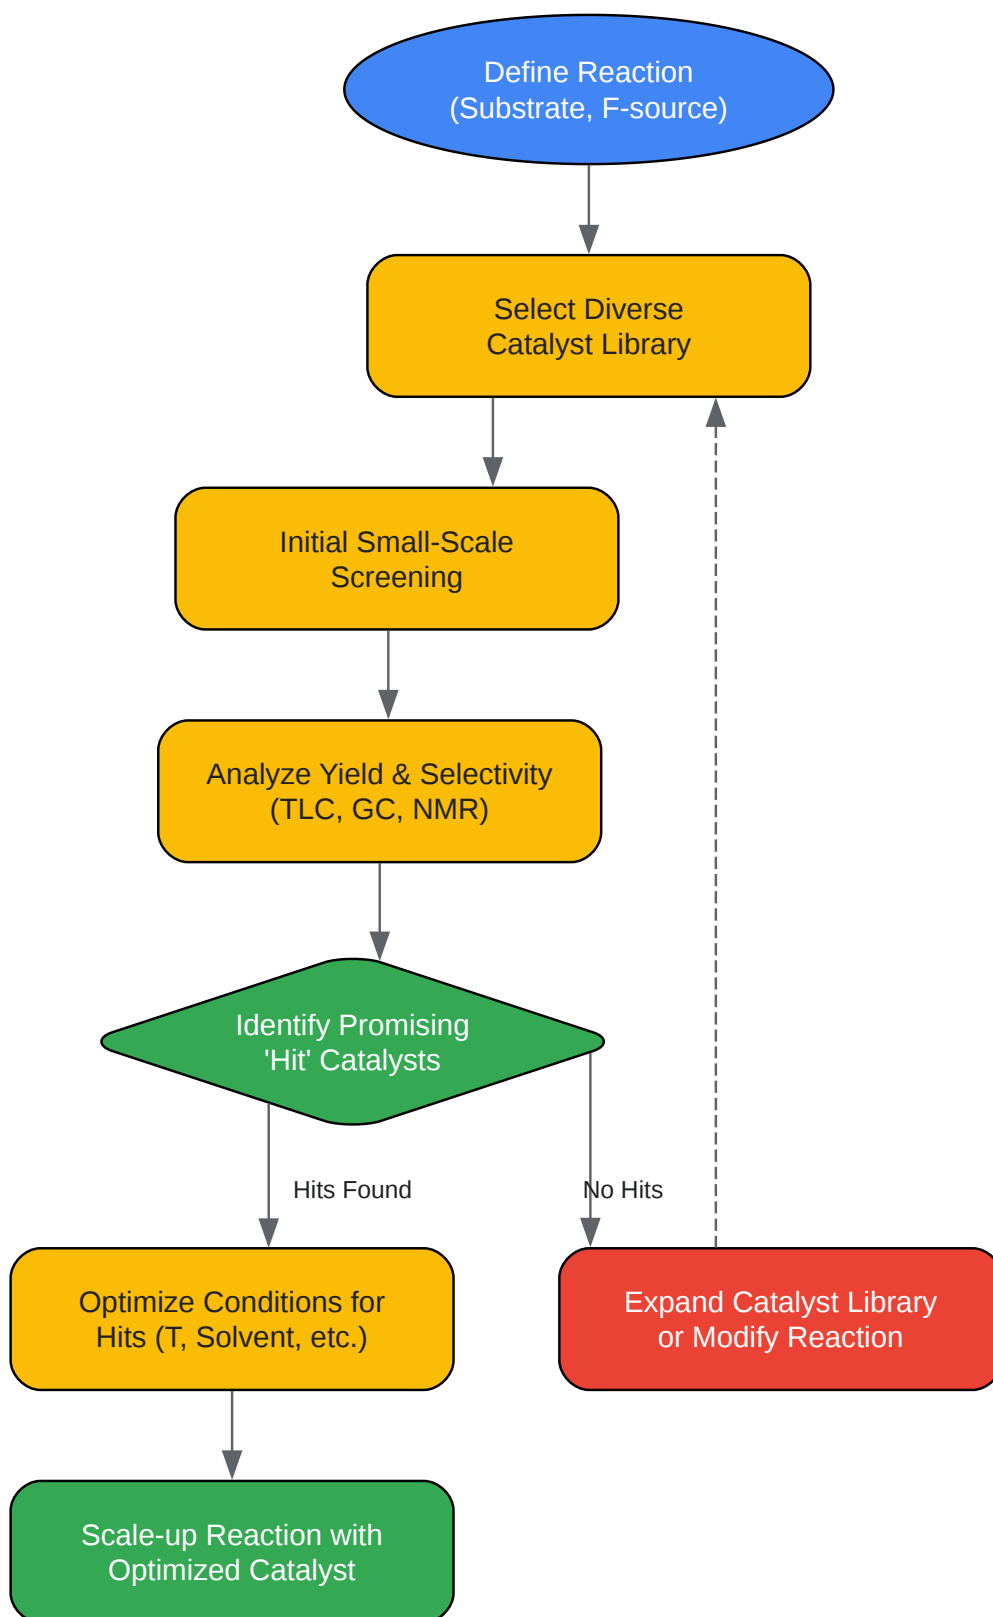 Define Reaction
(Substrate, F-source)
Select Diverse
Catalyst Library
Initial Small-Scale
Screening
Analyze Yield & Selectivity
(TLC, GC, NMR)
Identify Promising
'Hit' Catalysts
Hits Found
No Hits
Optimize Conditions for
Hits (T, Solvent, etc.)
Expand Catalyst Library
or Modify Reaction
Scale-up Reaction with
Optimized Catalyst